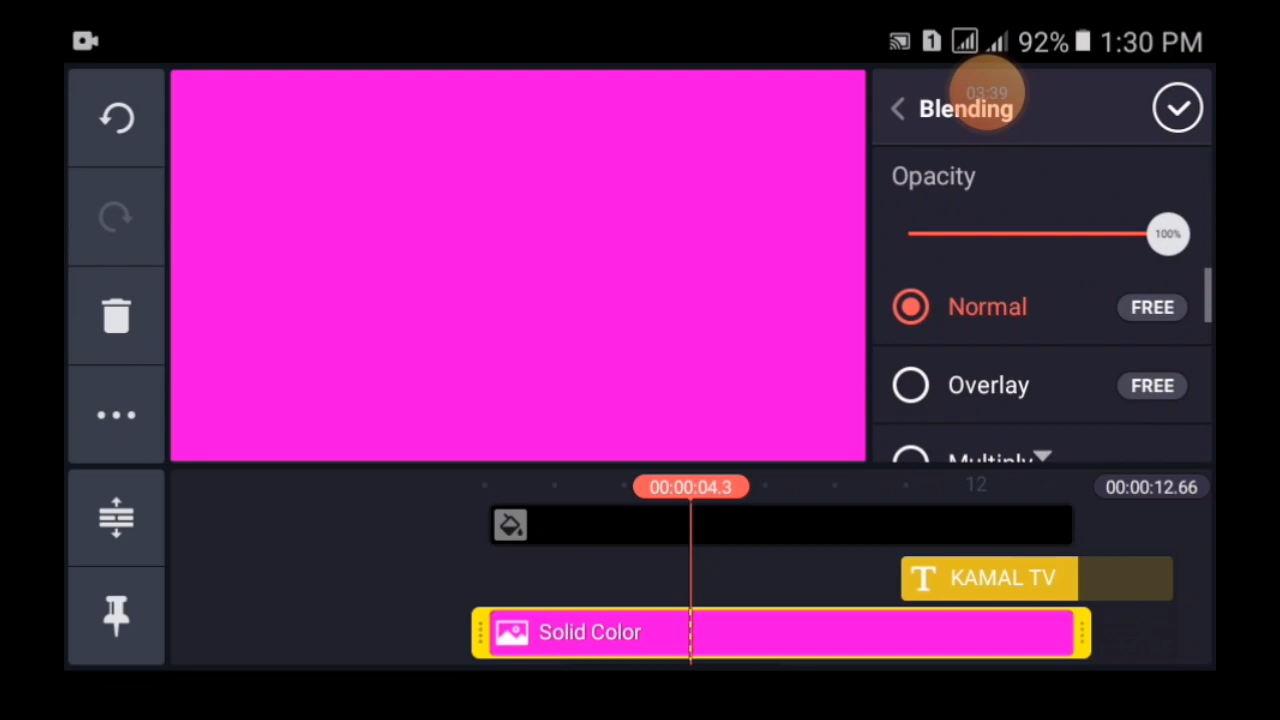 1 92% 1:30 PM
03:39
Blending
Opacity
100%
Normal FREE
Overlay FREE
Multiply
00:00:04.3 12 00:00:12.66
T KAMAL TV
Solid Color